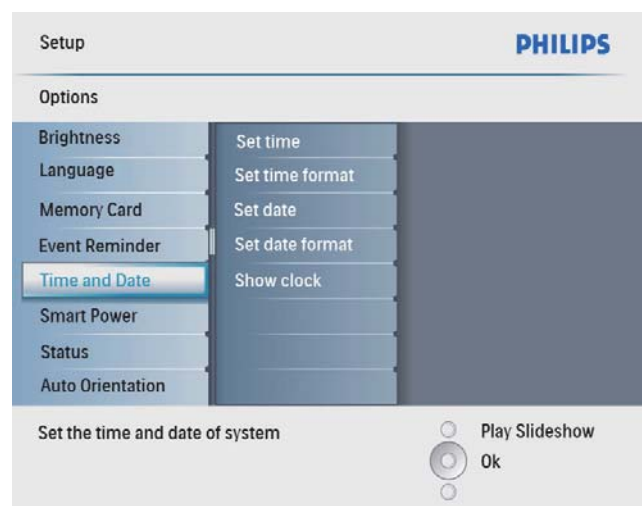 Setup
PHILIPS
Options
Brightness
Language
Memory Card
Event Reminder
Time and Date
Smart Power
Status
Auto Orientation
Set time
Set time format
Set date
Set date format
Show clock
Set the time and date of system
Play Slideshow
Ok